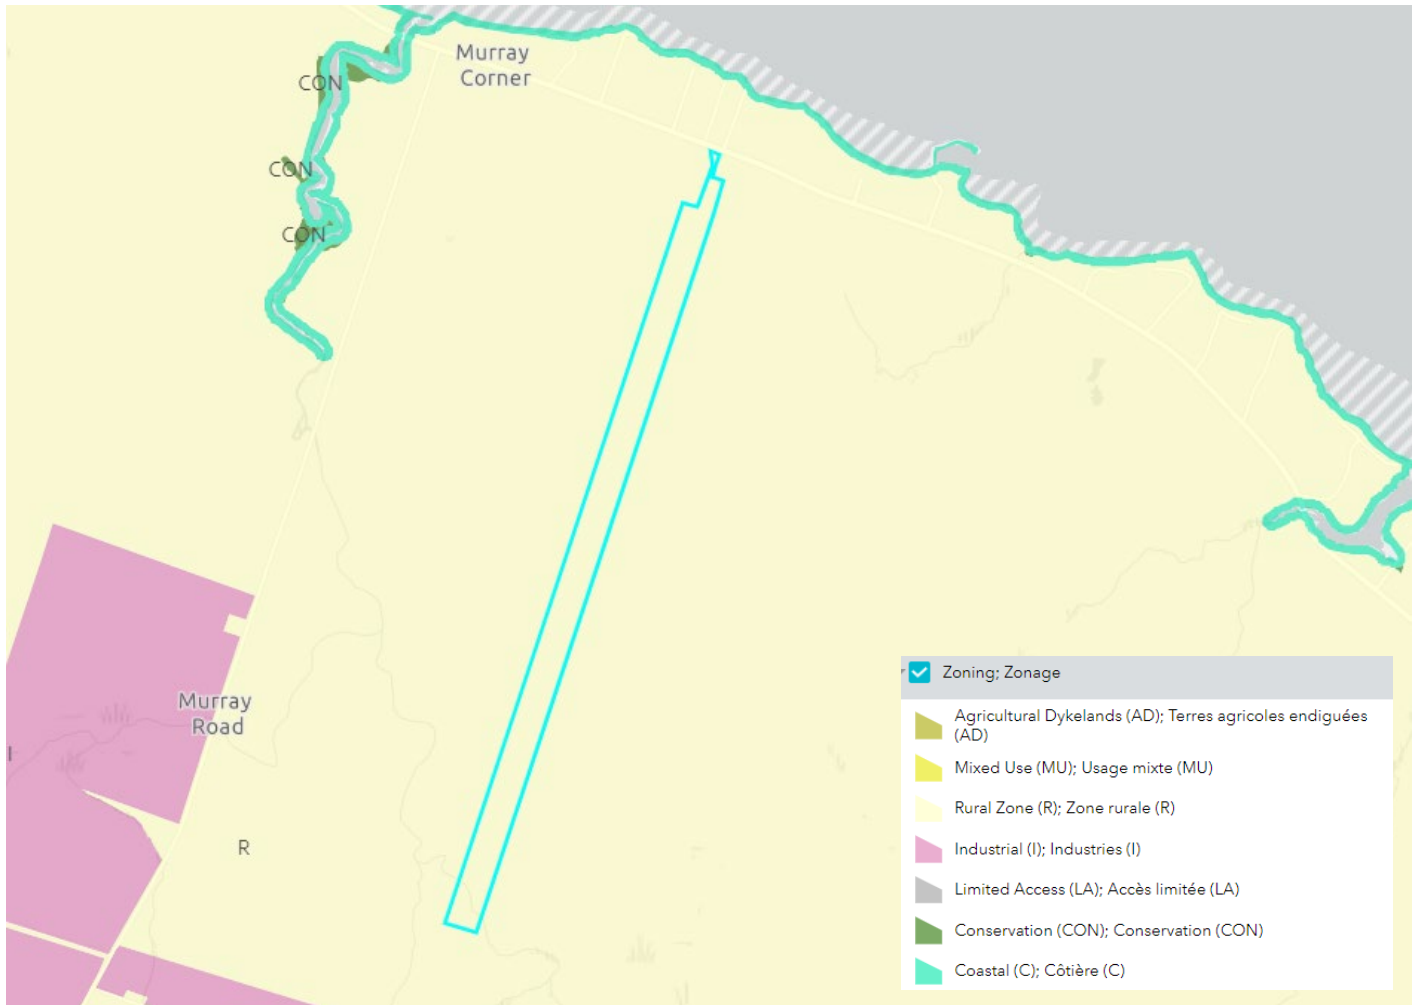 Murray
Corner
CON
CON
CON
Murray
Road
I
R
Zoning; Zonage
Agricultural Dykelands (AD); Terres agricoles endiguées
(AD)
Mixed Use (MU); Usage mixte (MU)
Rural Zone (R); Zone rurale (R)
Industrial (I); Industries (I)
Limited Access (LA); Accès limitée (LA)
Conservation (CON); Conservation (CON)
Coastal (C); Côtière (C)